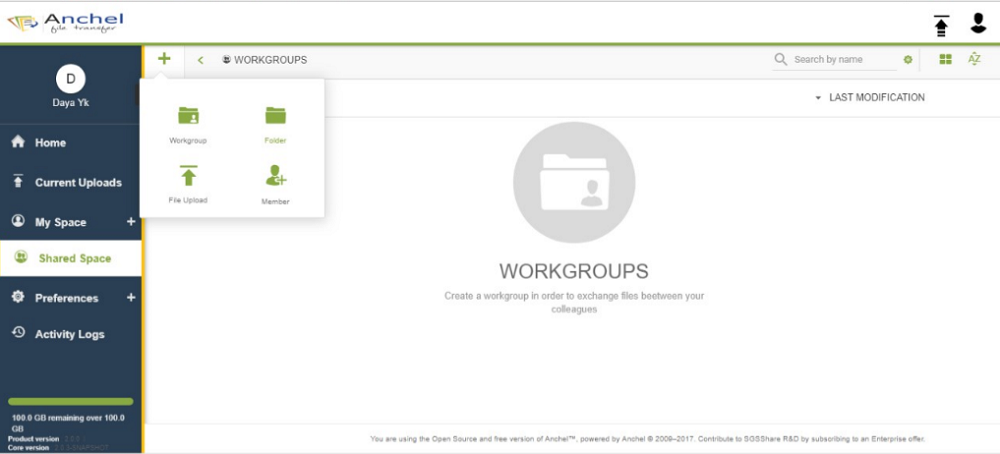 Anchel
file transfer
WORKGROUPS
Search by name
AZ
D
Daya Yk
Home
Current Uploads
My Space +
Shared Space
Preferences +
Activity Logs
100.0 GB remaining over 100.0
GB
Product version
Core version
Workgroup
Folder
File Upload
Member
LAST MODIFICATION
WORKGROUPS
Create a workgroup in order to exchange files beetween your
colleagues
You are using the Open Source and free version of Anchel™, powered by Anchel © 2009–2017. Contribute to SGSShare R&D by subscribing to an Enterprise offer.